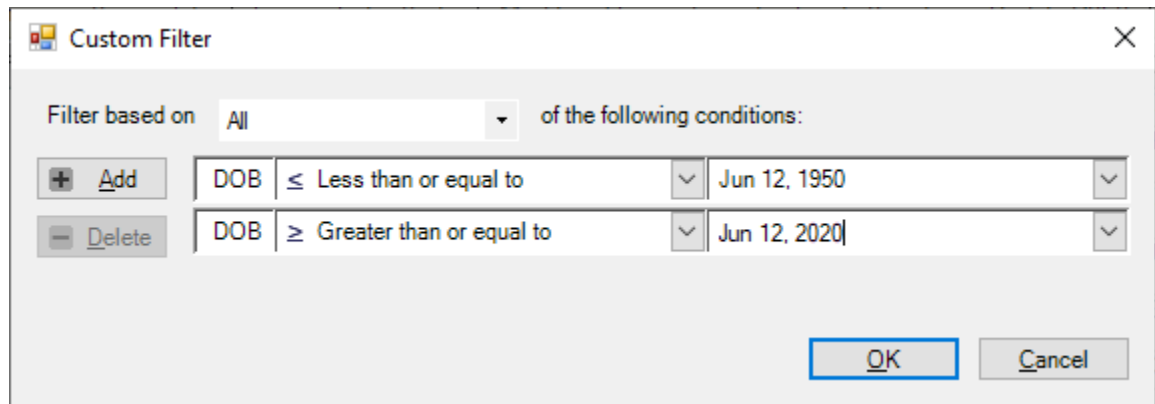 Custom Filter
Filter based on All of the following conditions:
Add DOB ≤ Less than or equal to Jun 12, 1950
Delete DOB ≥ Greater than or equal to Jun 12, 2020
OK Cancel